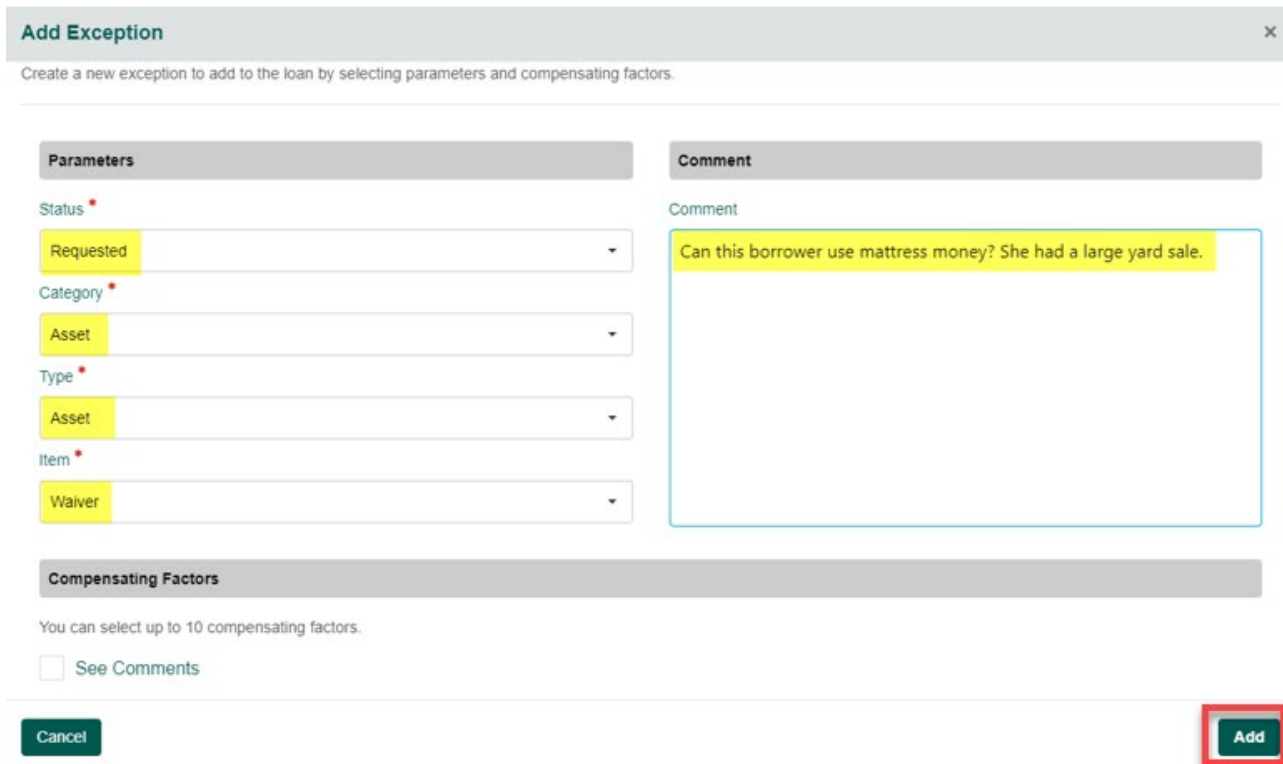 Add Exception
×
Create a new exception to add to the loan by selecting parameters and compensating factors.
Parameters
Status *
Requested
Category *
Asset
Type *
Asset
Item *
Waiver
Comment
Comment
Can this borrower use mattress money? She had a large yard sale.
Compensating Factors
You can select up to 10 compensating factors.
See Comments
Cancel
Add